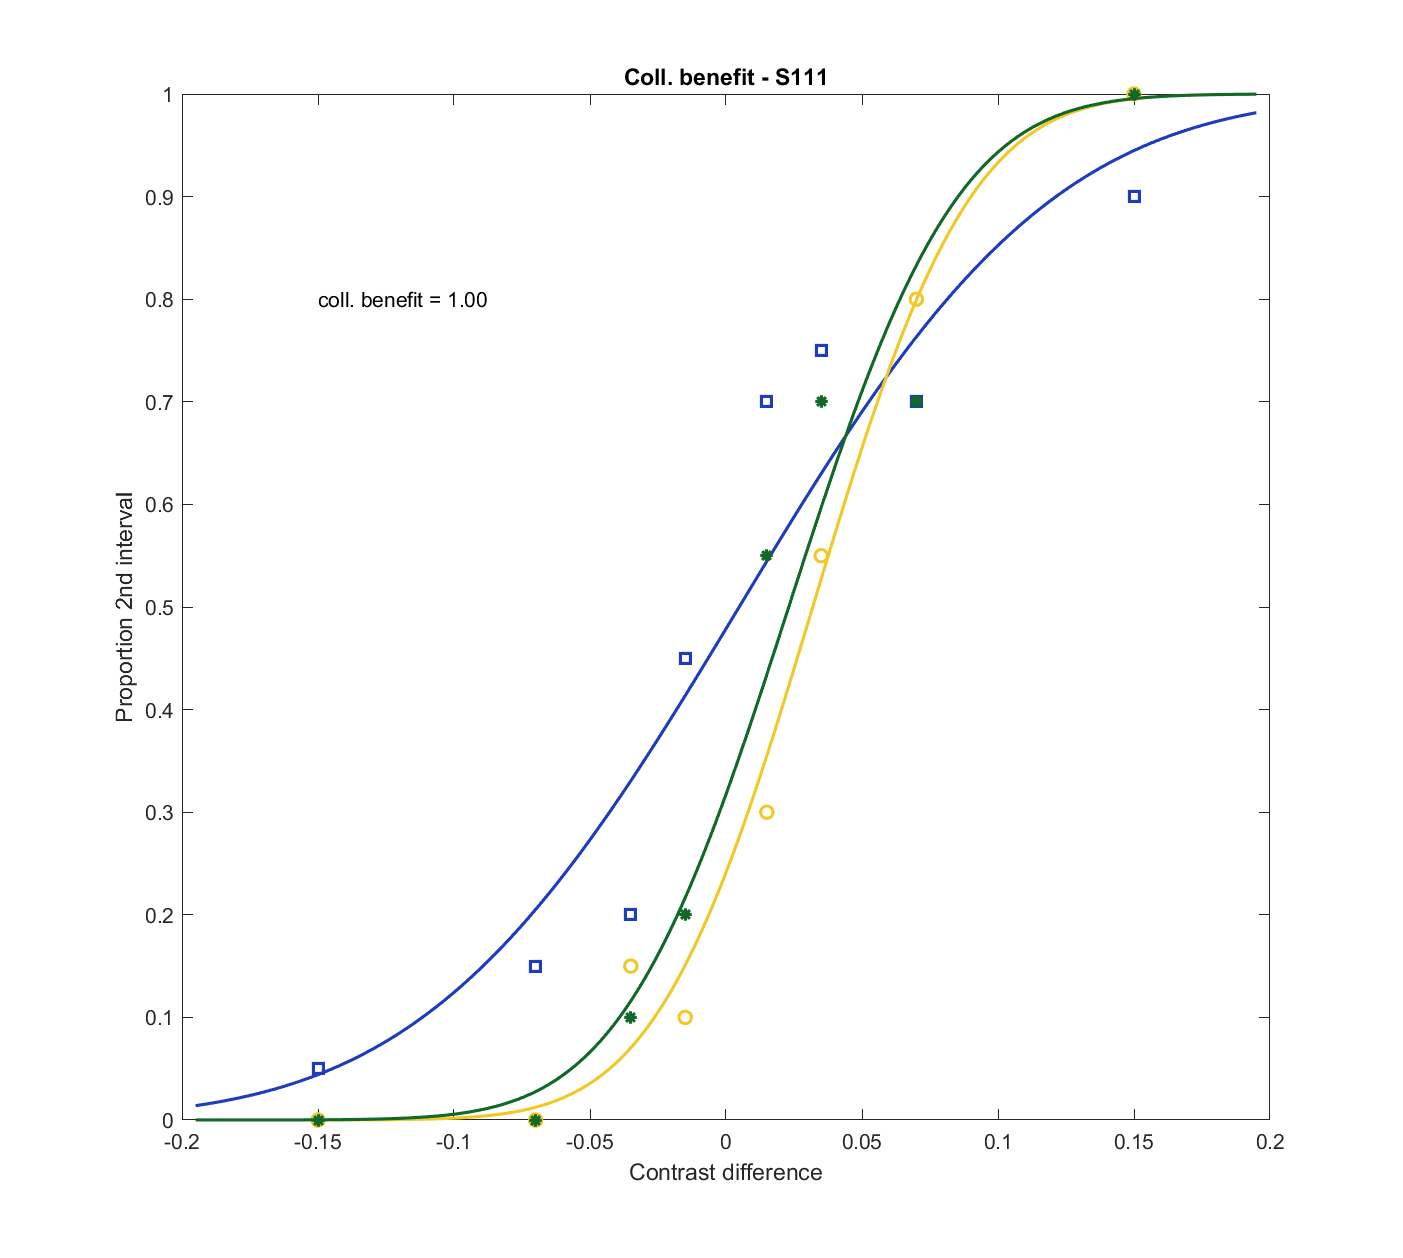 Coll. benefit - S111
1
0.9
0.8
0.7
0.6
0.5
0.4
0.3
0.2
0.1
0
coll. benefit = 1.00
Proportion 2nd interval
-0.2 -0.15 -0.1 -0.05 0 0.05 0.1 0.15 0.2
Contrast difference